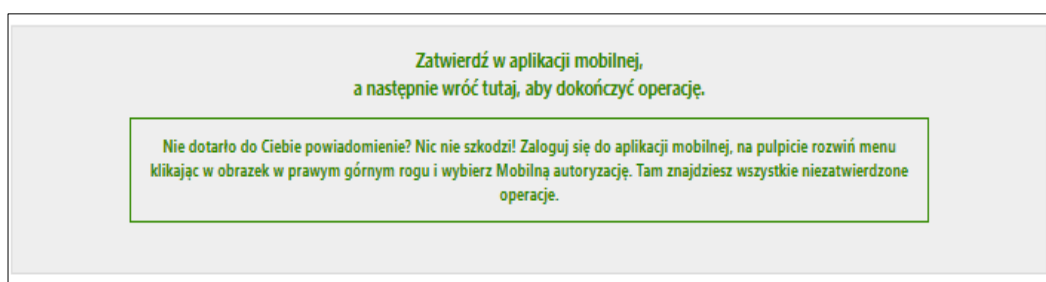 Zatwierdź w aplikacji mobilnej,
a następnie wróć tutaj, aby dokończyć operację.
Nie dotarło do Ciebie powiadomienie? Nic nie szkodzi! Zaloguj się do aplikacji mobilnej, na pulpicie rozwiń menu
klikając w obrazek w prawym górnym rogu i wybierz Mobilną autoryzację. Tam znajdziesz wszystkie niezatwierdzone
operacje.